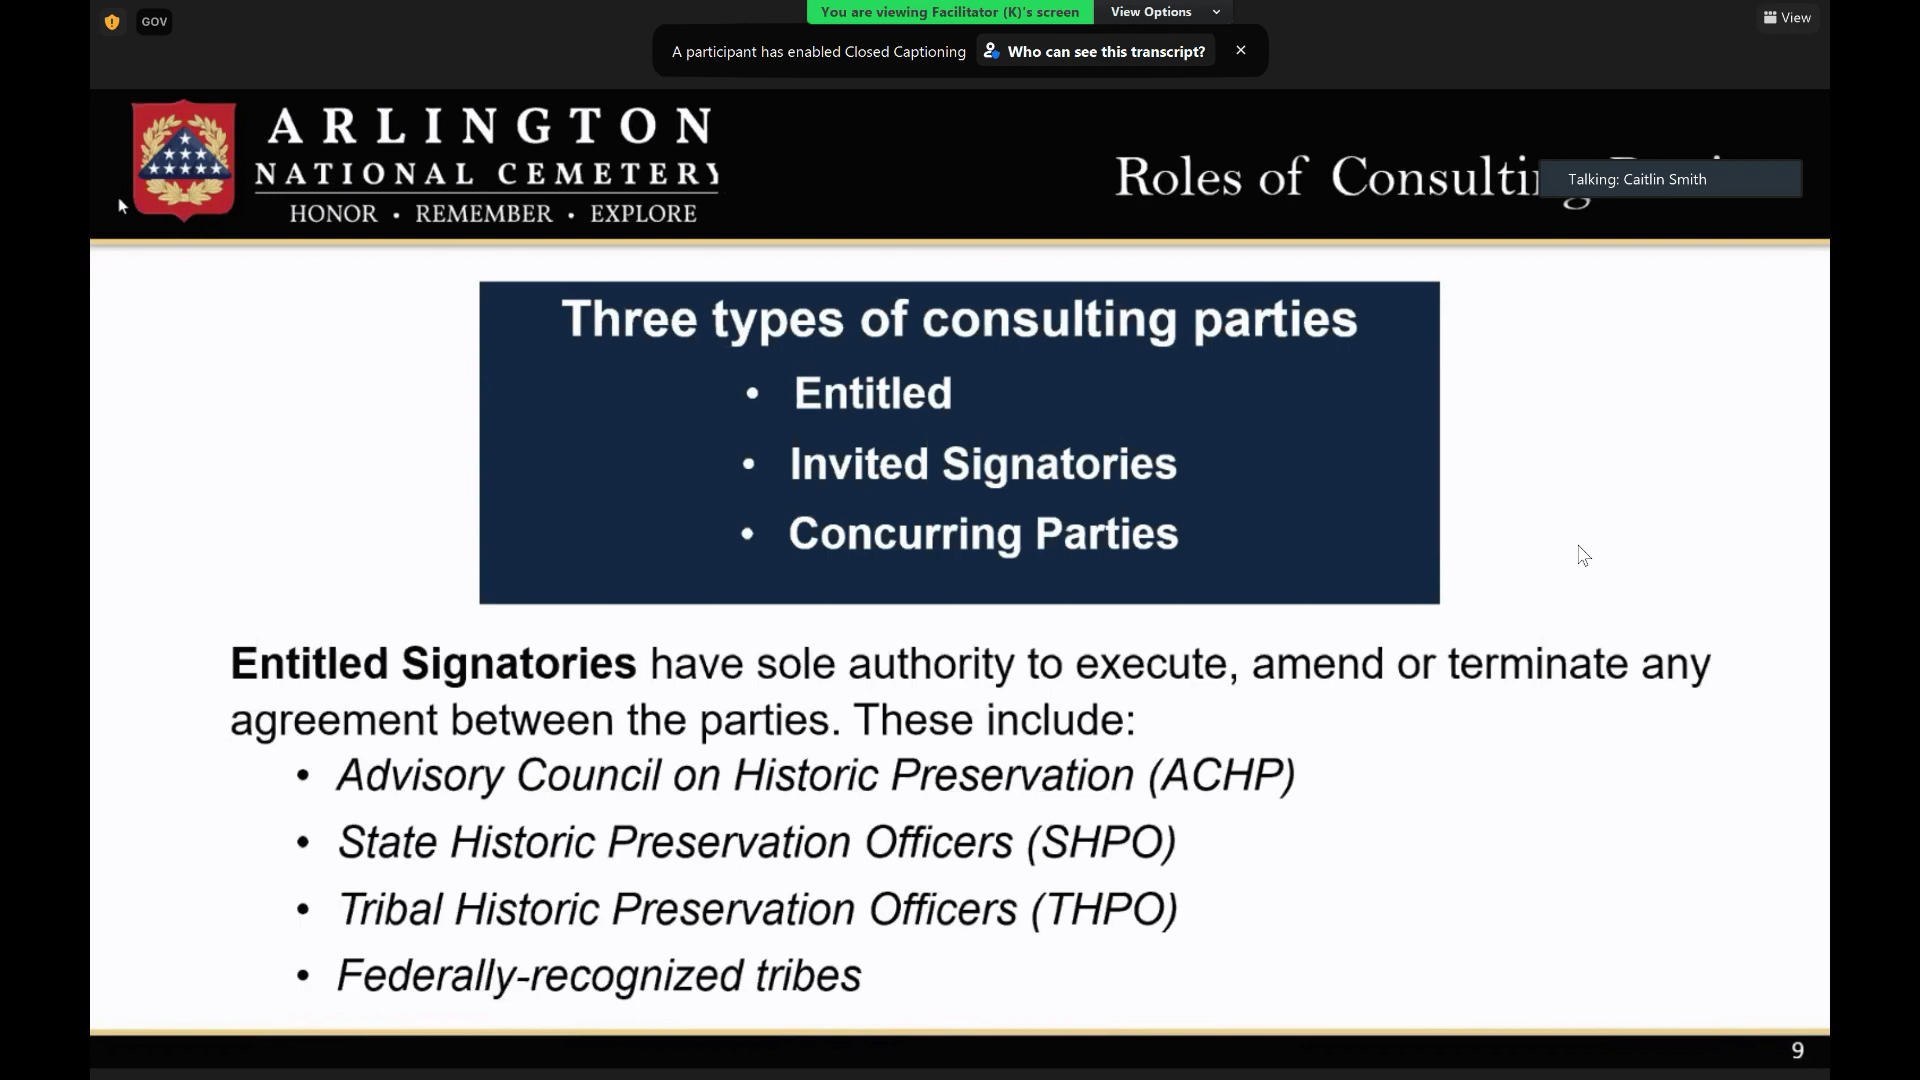 You are viewing Facilitator (K)'s screen
View Options
GOV
View
A participant has enabled Closed Captioning
Who can see this transcript?
ARLINGTON
NATIONAL CEMETERY
HONOR • REMEMBER • EXPLORE
Roles of
Talking: Caitlin Smith
Three types of consulting parties
• Entitled
• Invited Signatories
• Concurring Parties
Entitled Signatories have sole authority to execute, amend or terminate any
agreement between the parties. These include:
• Advisory Council on Historic Preservation (ACHP)
• State Historic Preservation Officers (SHPO)
• Tribal Historic Preservation Officers (THPO)
• Federally-recognized tribes
9